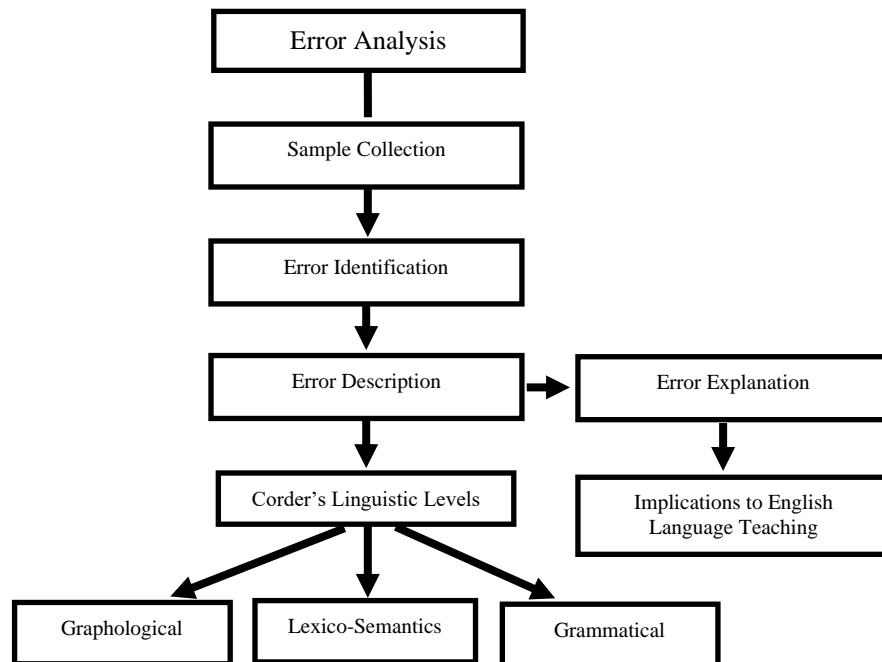 Error Analysis
Sample Collection
Error Identification
Error Description
Error Explanation
Corder’s Linguistic Levels
Implications to English
Language Teaching
Graphological
Lexico-Semantics
Grammatical